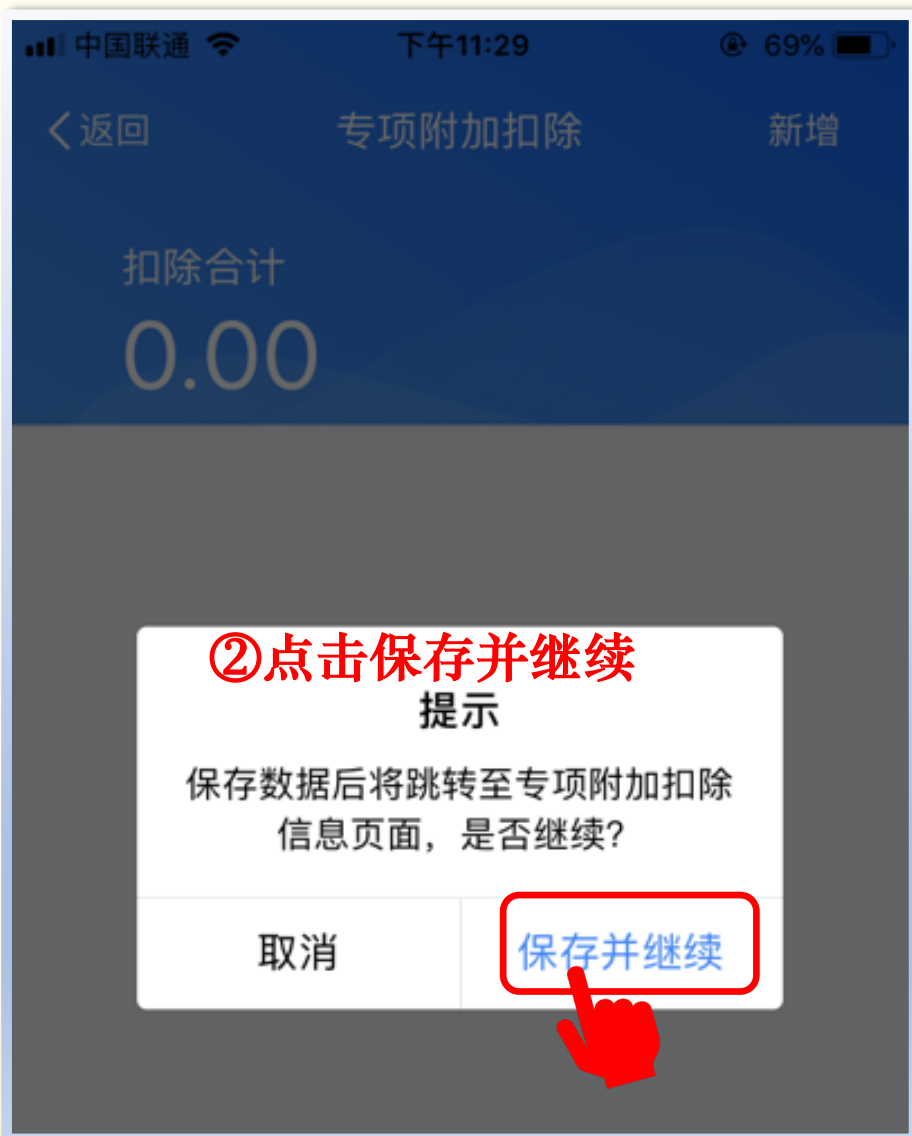 中国联通 下午11:29 69%
返回 专项附加扣除 新增
扣除合计
0.00
②点击保存并继续
提示
保存数据后将跳转至专项附加扣除
信息页面，是否继续?
取消 保存并继续